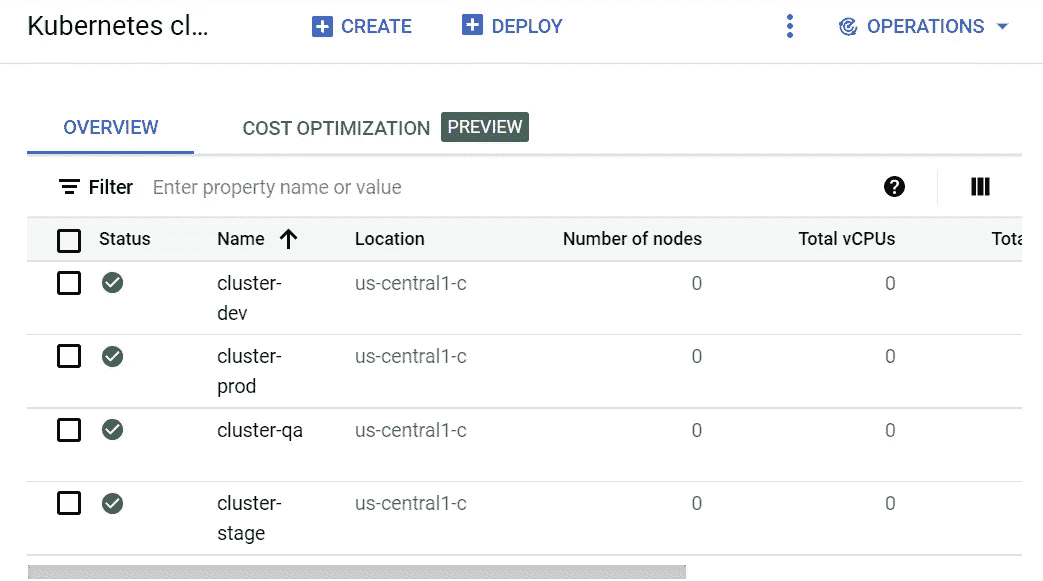 Kubernetes cl... CREATE DEPLOY OPERATIONS
OVERVIEW COST OPTIMIZATION PREVIEW
Filter Enter property name or value
Status Name Location Number of nodes Total vCPUs Tota
cluster- us-central1-c 0 0
dev
cluster- us-central1-c 0 0
prod
cluster-qa us-central1-c 0 0
cluster- us-central1-c 0 0
stage